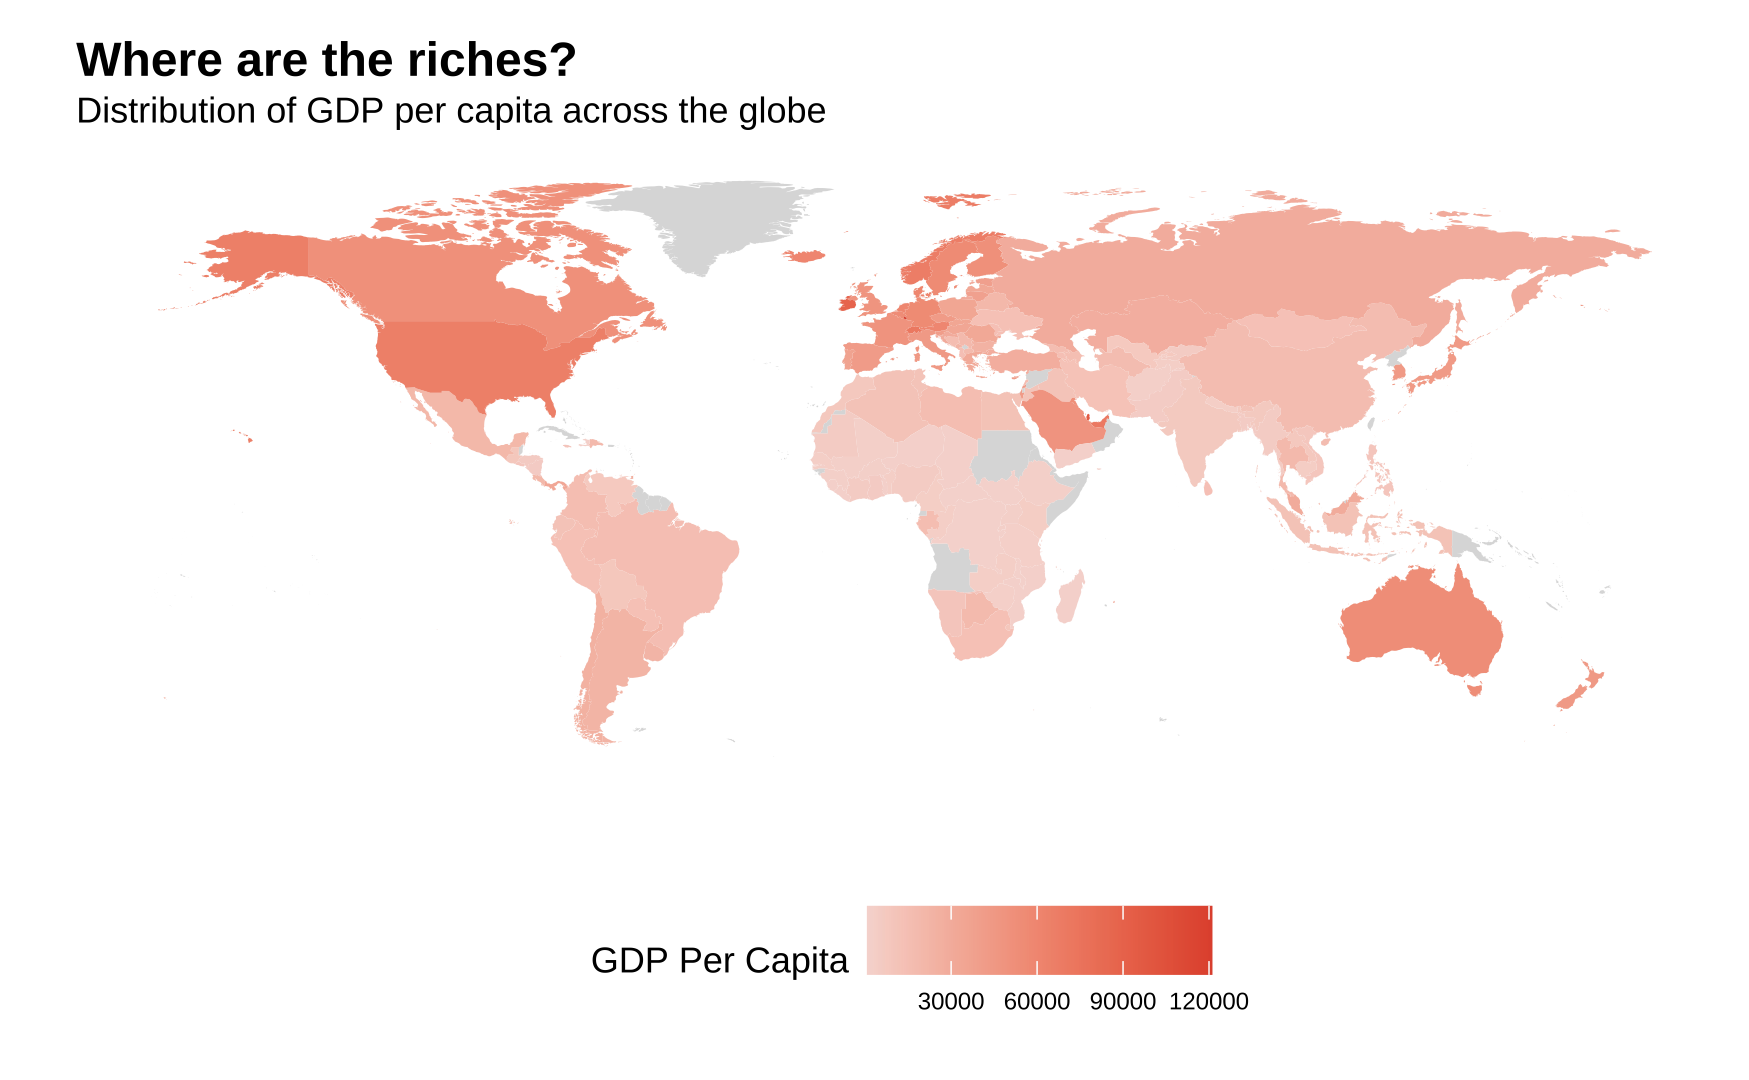 Where are the riches?
Distribution of GDP per capita across the globe
GDP Per Capita
30000 60000 90000 120000